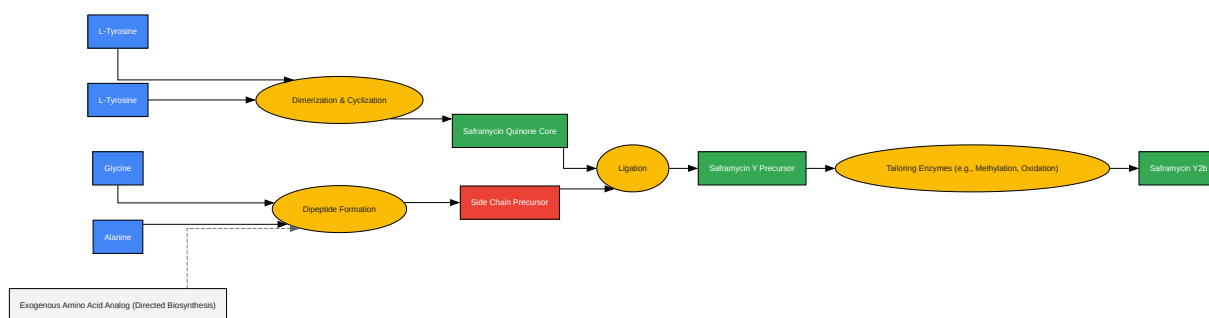 L-Tyrosine
L-Tyrosine
Dimerization & Cyclization
Saframycin Quinone Core
Glycine
Ligation
Saframycin Y Precursor
Tailoring Enzymes (e.g., Methylation, Oxidation)
Saframycin Y2b
Dipeptide Formation
Side Chain Precursor
Alanine
Exogenous Amino Acid Analog (Directed Biosynthesis)